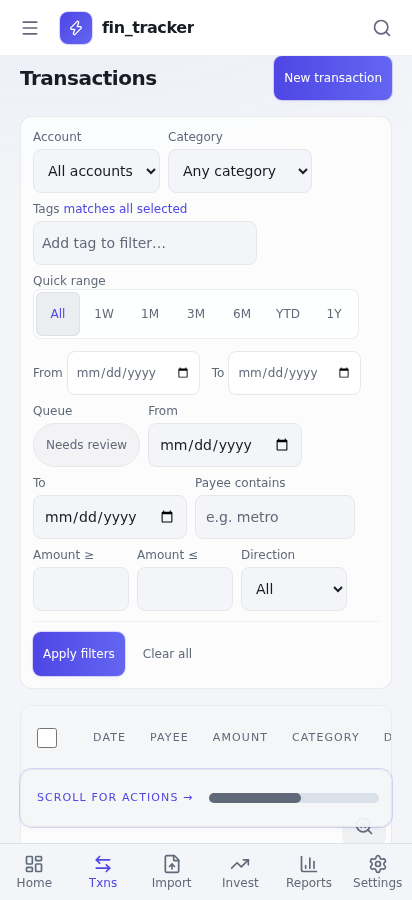 fin_tracker
Transactions
New transaction
Account
Category
All accounts
Any category
Tags matches all selected
Add tag to filter…
Quick range
All 1W 1M 3M 6M YTD 1Y
From mm/dd/yyyy To mm/dd/yyyy
Queue
From
Needs review
mm/dd/yyyy
To
Payee contains
mm/dd/yyyy
e.g. metro
Amount ≥
Amount ≤
Direction
All
Apply filters
Clear all
DATE PAYEE AMOUNT CATEGORY D
SCROLL FOR ACTIONS →
Home Txns Import Invest Reports Settings